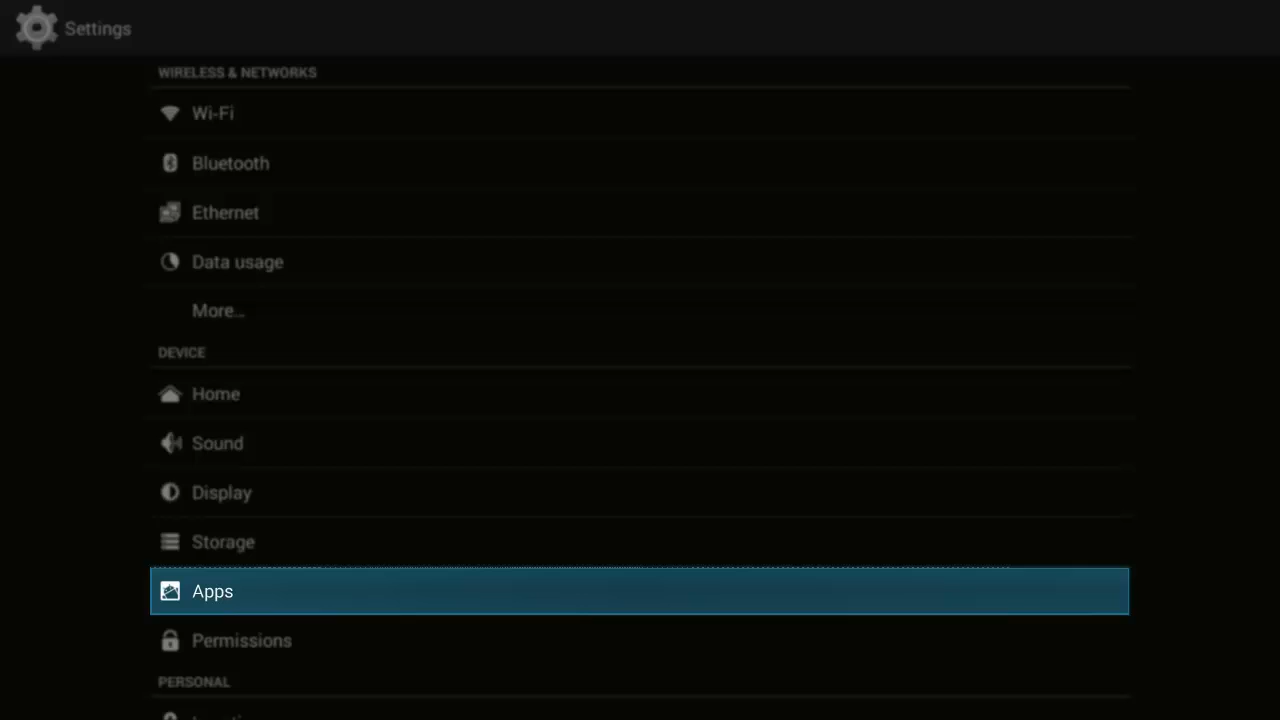 Settings
WIRELESS & NETWORKS
Wi-Fi
Bluetooth
Ethernet
Data usage
More...
DEVICE
Home
Sound
Display
Storage
Apps
Permissions
PERSONAL